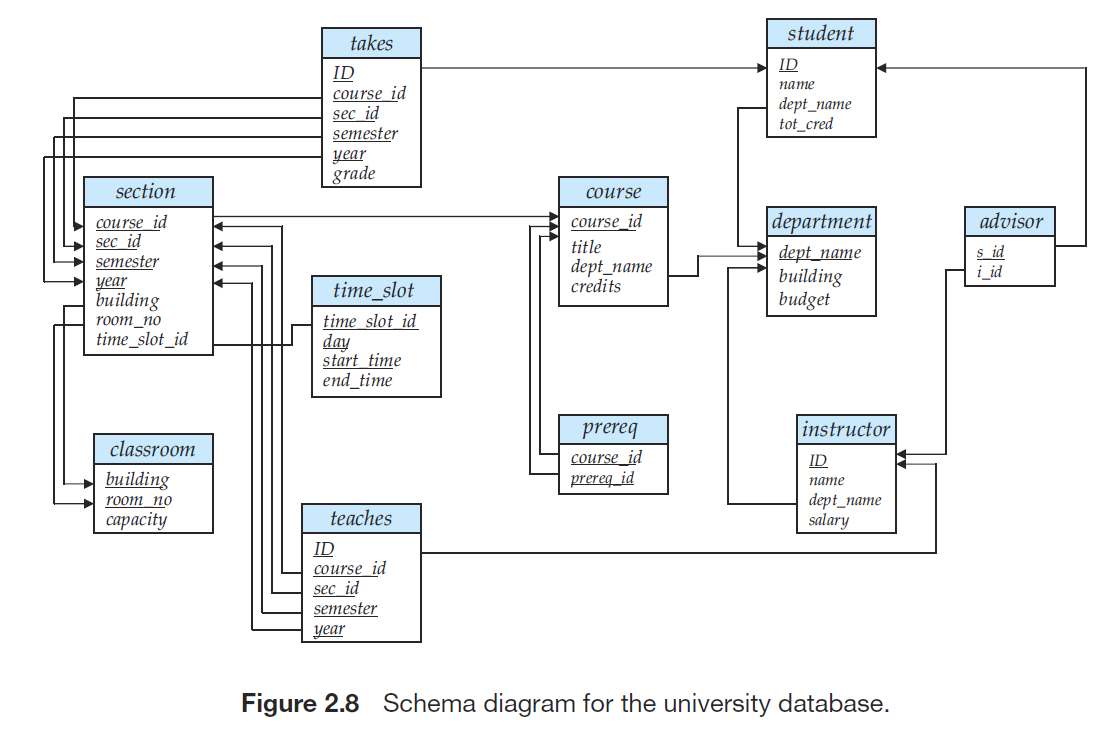 takes
ID
course_id
sec_id
semester
year
grade
student
ID
name
dept_name
tot_cred
section
course_id
sec_id
semester
year
building
room_no
time_slot_id
course
course_id
title
dept_name
credits
department
dept_name
building
budget
advisor
s_id
i_id
time_slot
time_slot_id
day
start_time
end_time
classroom
building
room_no
capacity
prereq
course_id
prereq_id
instructor
ID
name
dept_name
salary
teaches
ID
course_id
sec_id
semester
year
Figure 2.8 Schema diagram for the university database.